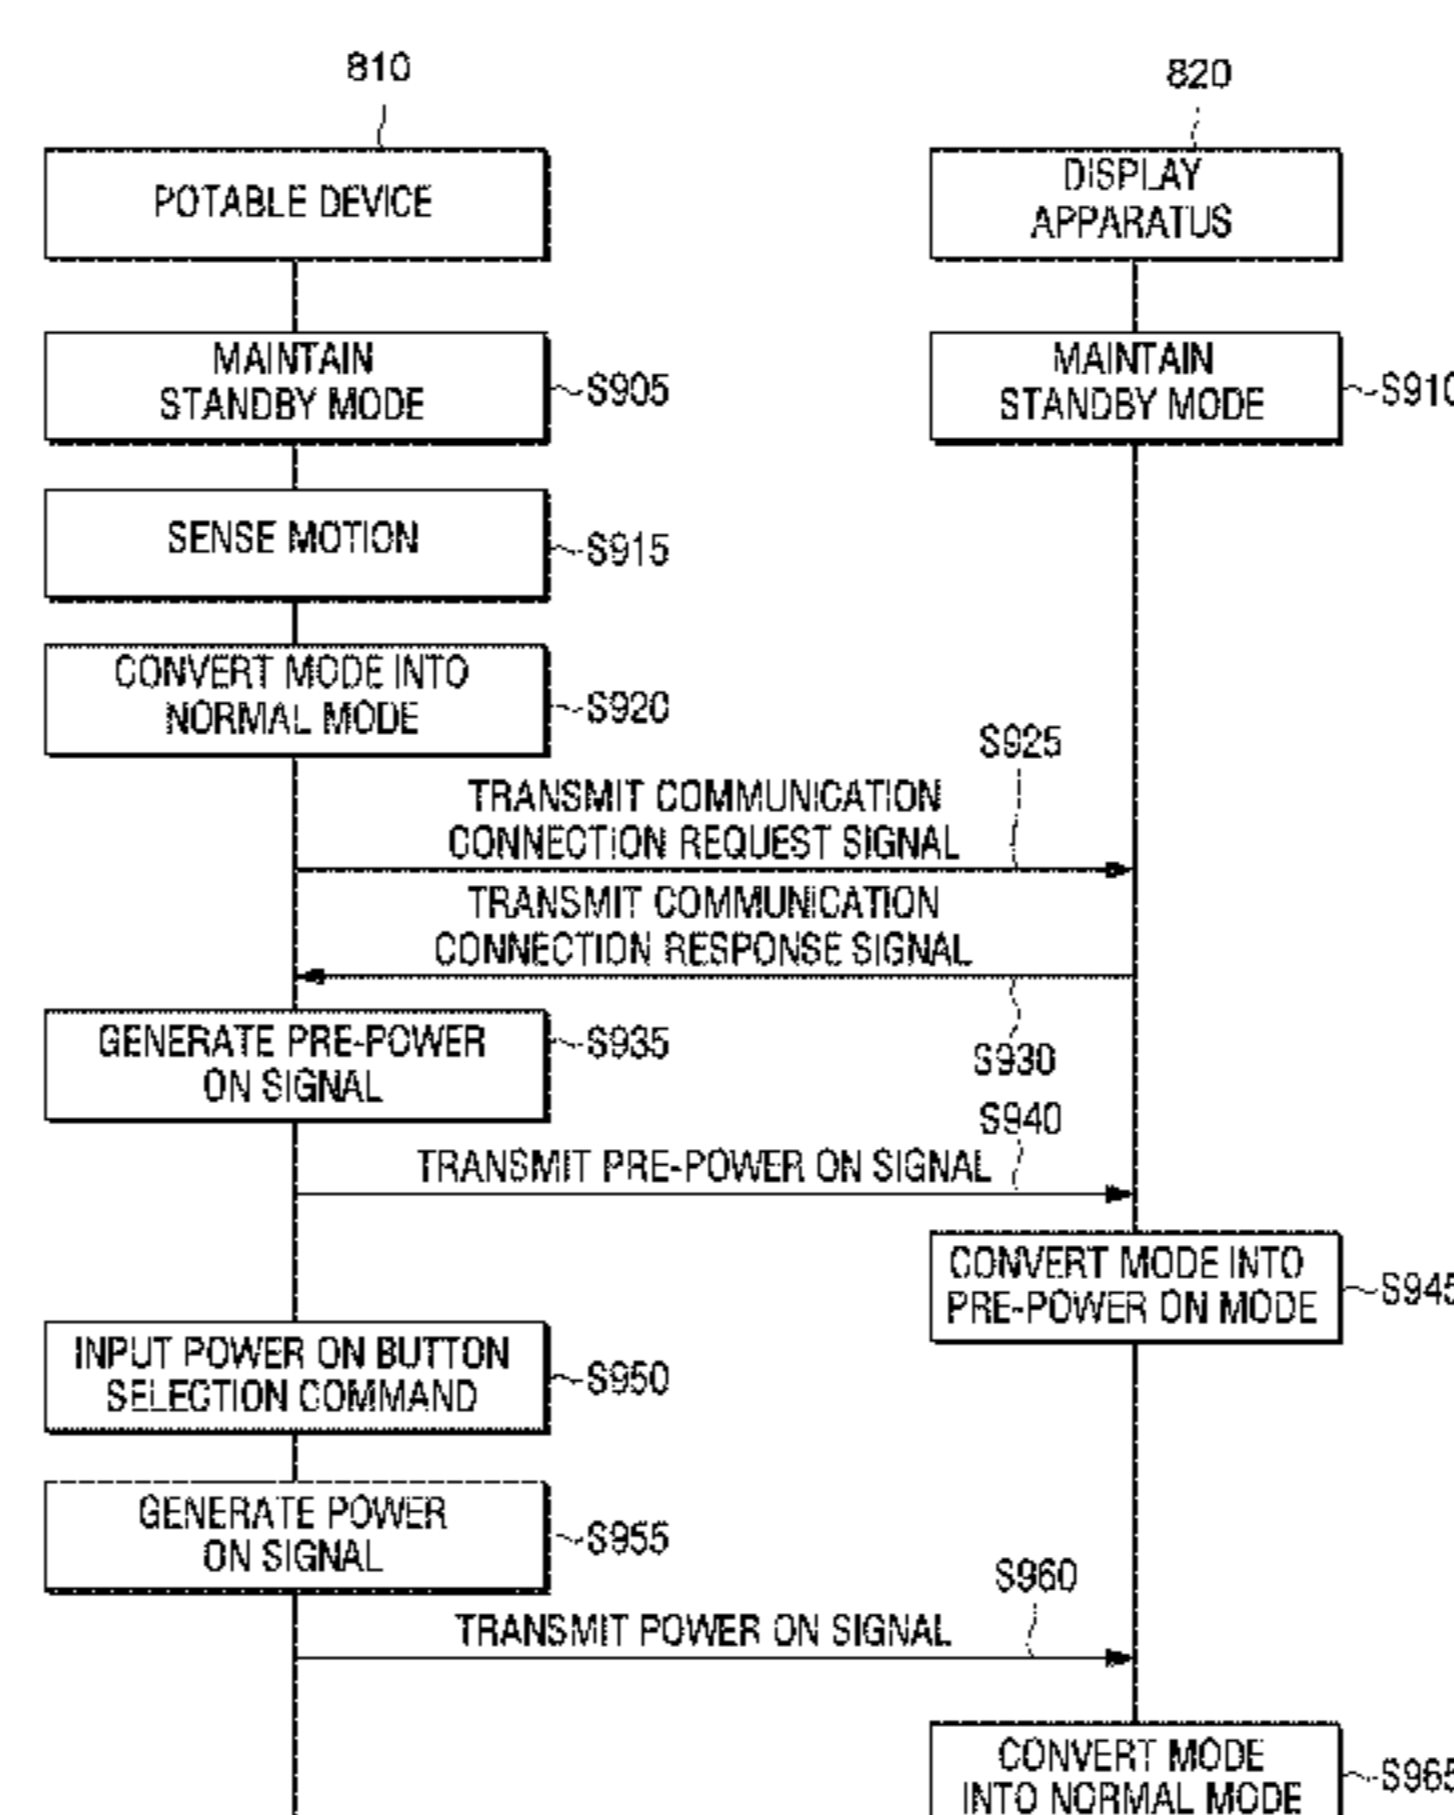 810
820
POTABLE DEVICE
DISPLAY
APPARATUS
MAINTAIN
STANDBY MODE
S905
MAINTAIN
STANDBY MODE
S910
SENSE MOTION
S915
CONVERT MODE INTO
NORMAL MODE
S920
S925
TRANSMIT COMMUNICATION
CONNECTION REQUEST SIGNAL
TRANSMIT COMMUNICATION
CONNECTION RESPONSE SIGNAL
S930
GENERATE PRE-POWER
ON SIGNAL
S935
S940
TRANSMIT PRE-POWER ON SIGNAL
CONVERT MODE INTO
PRE-POWER ON MODE
S945
INPUT POWER ON BUTTON
SELECTION COMMAND
S950
GENERATE POWER
ON SIGNAL
S955
S960
TRANSMIT POWER ON SIGNAL
CONVERT MODE
INTO NORMAL MODE
S965